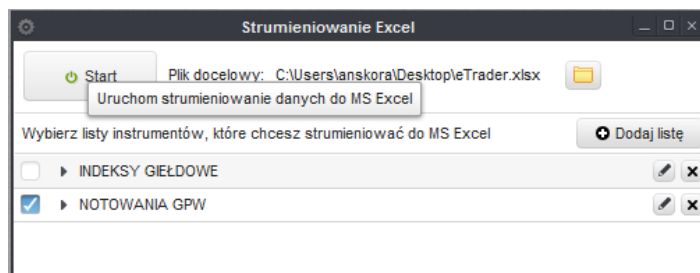 Strumieniowanie Excel
Start Plik docelowy: C:\Users\anskora\Desktop\eTrader.xlsx
Uruchom strumieniowanie danych do MS Excel
Wybierz listy instrumentów, które chcesz strumieniować do MS Excel Dodaj listę
INDEKSY GIEŁDOWE
NOTOWANIA GPW